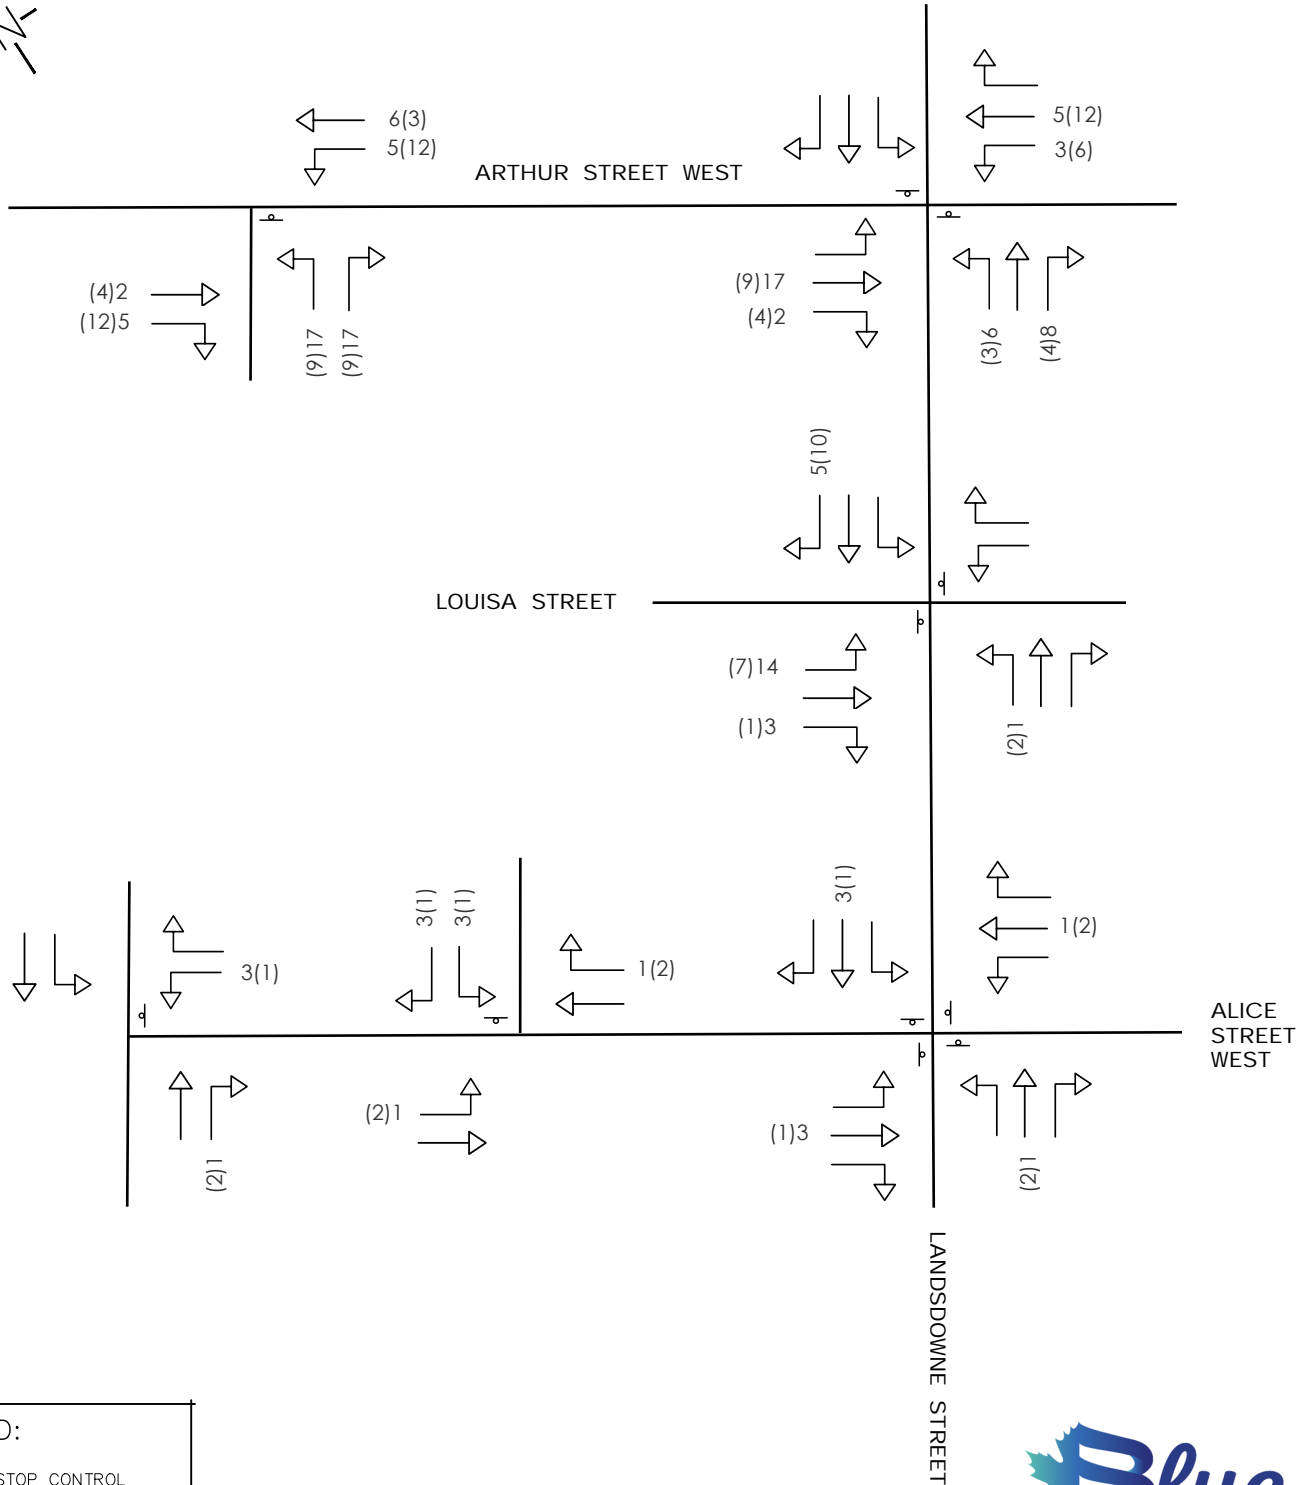 N
6(3)
5(12)
ARTHUR STREET WEST
5(12)
3(6)
(4)2
(12)5
(9)17
(9)17
(9)17
(4)2
(3)6
(4)8
5(10)
LOUISA STREET
(7)14
(1)3
(2)1
3(1)
3(1)
3(1)
3(1)
1(2)
1(2)
ALICE
STREET
WEST
(2)1
(2)1
(1)3
(2)1
LANDSDOWNE STREET
D:
STOP CONTROL
Blue